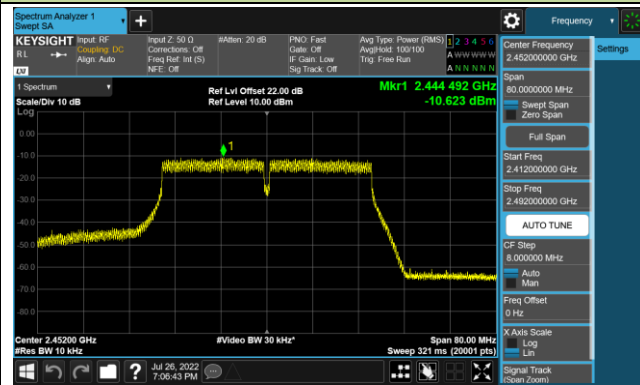 Spectrum Analyzer 1
Swept SA
Frequency
KEYSIGHT
Input: RF
Input Z: 50 Ω
#Atten: 20 dB
PNO: Fast
Avg Type: Power (RMS)
1 2 3 4 5 6
RL
Coupling: DC
Corrections: Off
Gate: Off
Avg|Hold: 100/100
A W W W W W
Align: Auto
Freq Ref: Int (S)
IF Gain: Low
Trig: Free Run
LXI
NFE: Off
Sig Track: Off
A N N N N N
1 Spectrum
Ref Lvl Offset 22.00 dB
Mkr1 2.444 492 GHz
Scale/Div 10 dB
Ref Level 10.00 dBm
-10.623 dBm
Log
1
0.00
-10.0
-20.0
-30.0
-40.0
-50.0
-60.0
-70.0
-80.0
Center 2.45200 GHz
#Video BW 30 kHz*
Span 80.00 MHz
#Res BW 10 kHz
Sweep 321 ms (20001 pts)
Jul 26, 2022
7:06:43 PM
Center Frequency
2.452000000 GHz
Settings
Span
80.0000000 MHz
Swept Span
Zero Span
Full Span
Start Freq
2.412000000 GHz
Stop Freq
2.492000000 GHz
AUTO TUNE
CF Step
8.000000 MHz
Auto
Man
Freq Offset
0 Hz
X Axis Scale
Log
Lin
Signal Track
(Span Zoom)